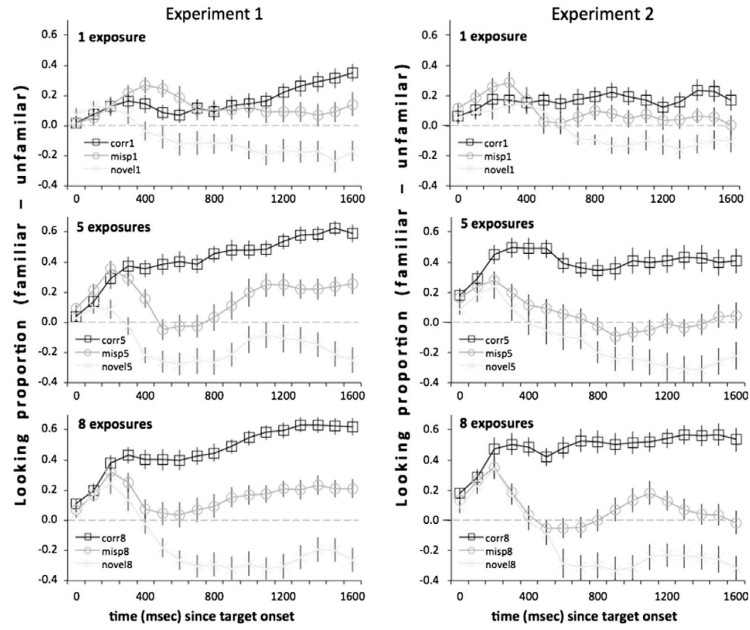 Experiment 1
Experiment 2
Looking proportion (familiar – unfamilar)
1 exposure
0.6
0.4
0.2
0.0
-0.2
-0.4
corr1
misp1
novel1
0 400 800 1200 1600
5 exposures
0.6
0.4
0.2
0.0
-0.2
-0.4
corr5
misp5
novel5
0 400 800 1200 1600
8 exposures
0.6
0.4
0.2
0.0
-0.2
-0.4
corr8
misp8
novel8
0 400 800 1200 1600
time (msec) since target onset
Looking proportion (familiar – unfamilar)
1 exposure
0.6
0.4
0.2
0.0
-0.2
-0.4
corr1
misp1
novel1
0 400 800 1200 1600
5 exposures
0.6
0.4
0.2
0.0
-0.2
-0.4
corr5
misp5
novel5
0 400 800 1200 1600
8 exposures
0.6
0.4
0.2
0.0
-0.2
-0.4
corr8
misp8
novel8
0 400 800 1200 1600
time (msec) since target onset